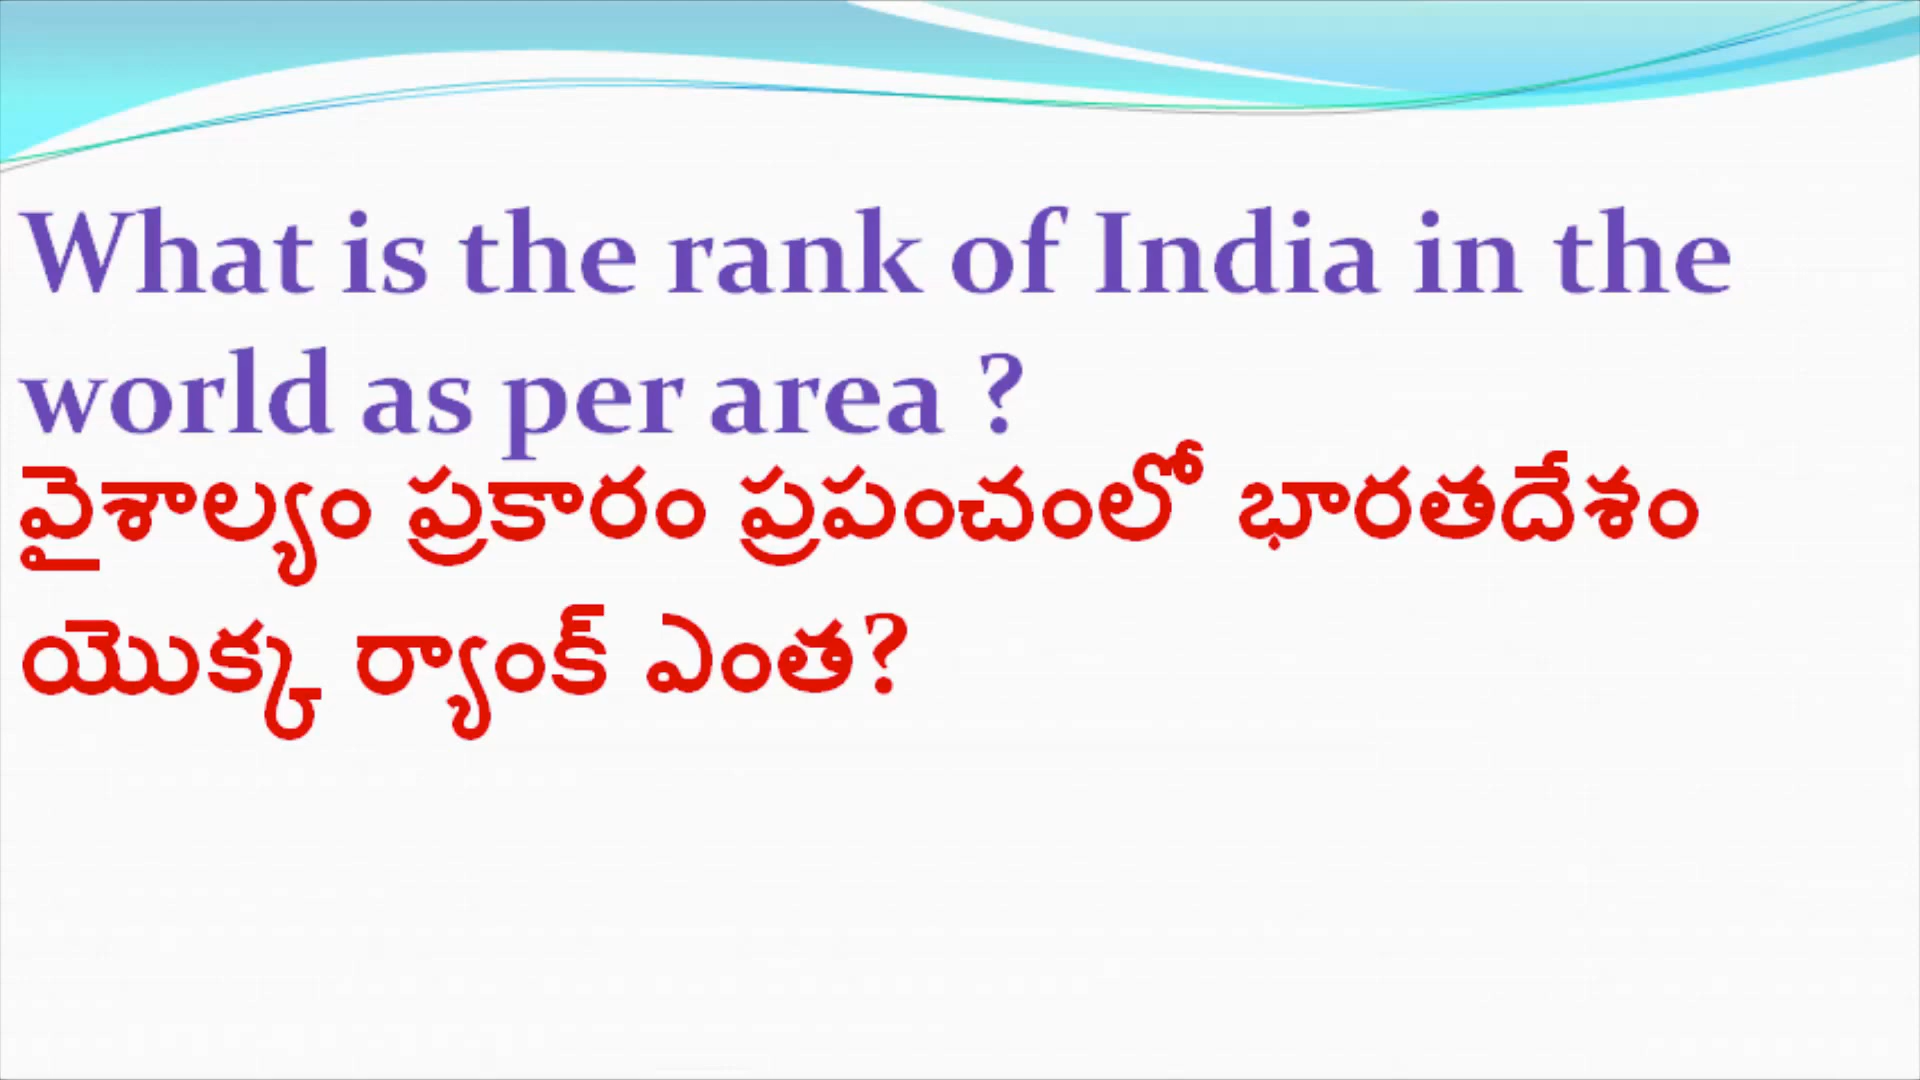 What is the rank of India in the
world as per area ?
వైశాల్యం ప్రకారం ప్రపంచంలో భారతదేశం
యొక్క ర్యాంక్ ఎంత?